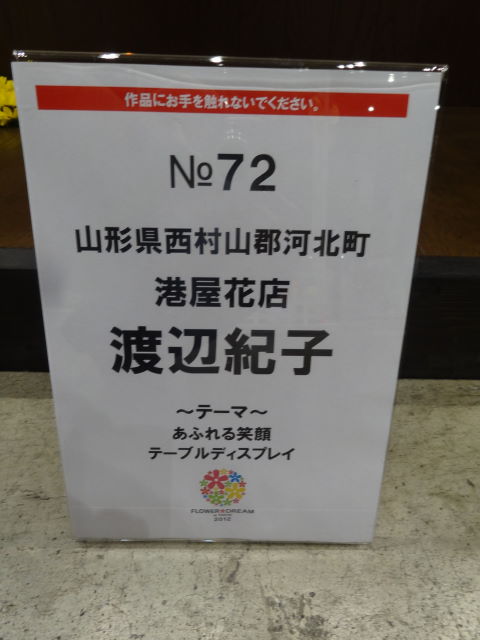 作品にお手を触れないでください。
№72
山形県西村山郡河北町
港屋花店
渡辺紀子
～テーマ～
あふれる笑顔
テーブルディスプレイ
FLOWER☆DREAM
2012